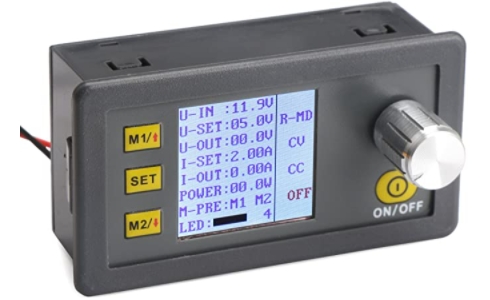 U-IN :11.9V
U-SET:05.0V
U-OUT:00.0V
I-SET:2.00A
I-OUT:0.00A
POWER:00.0W
M-PRE:M1 M2
LED: 4
R-MD
CV
CC
OFF
M1/⬆
SET
M2/⬇
ON/OFF